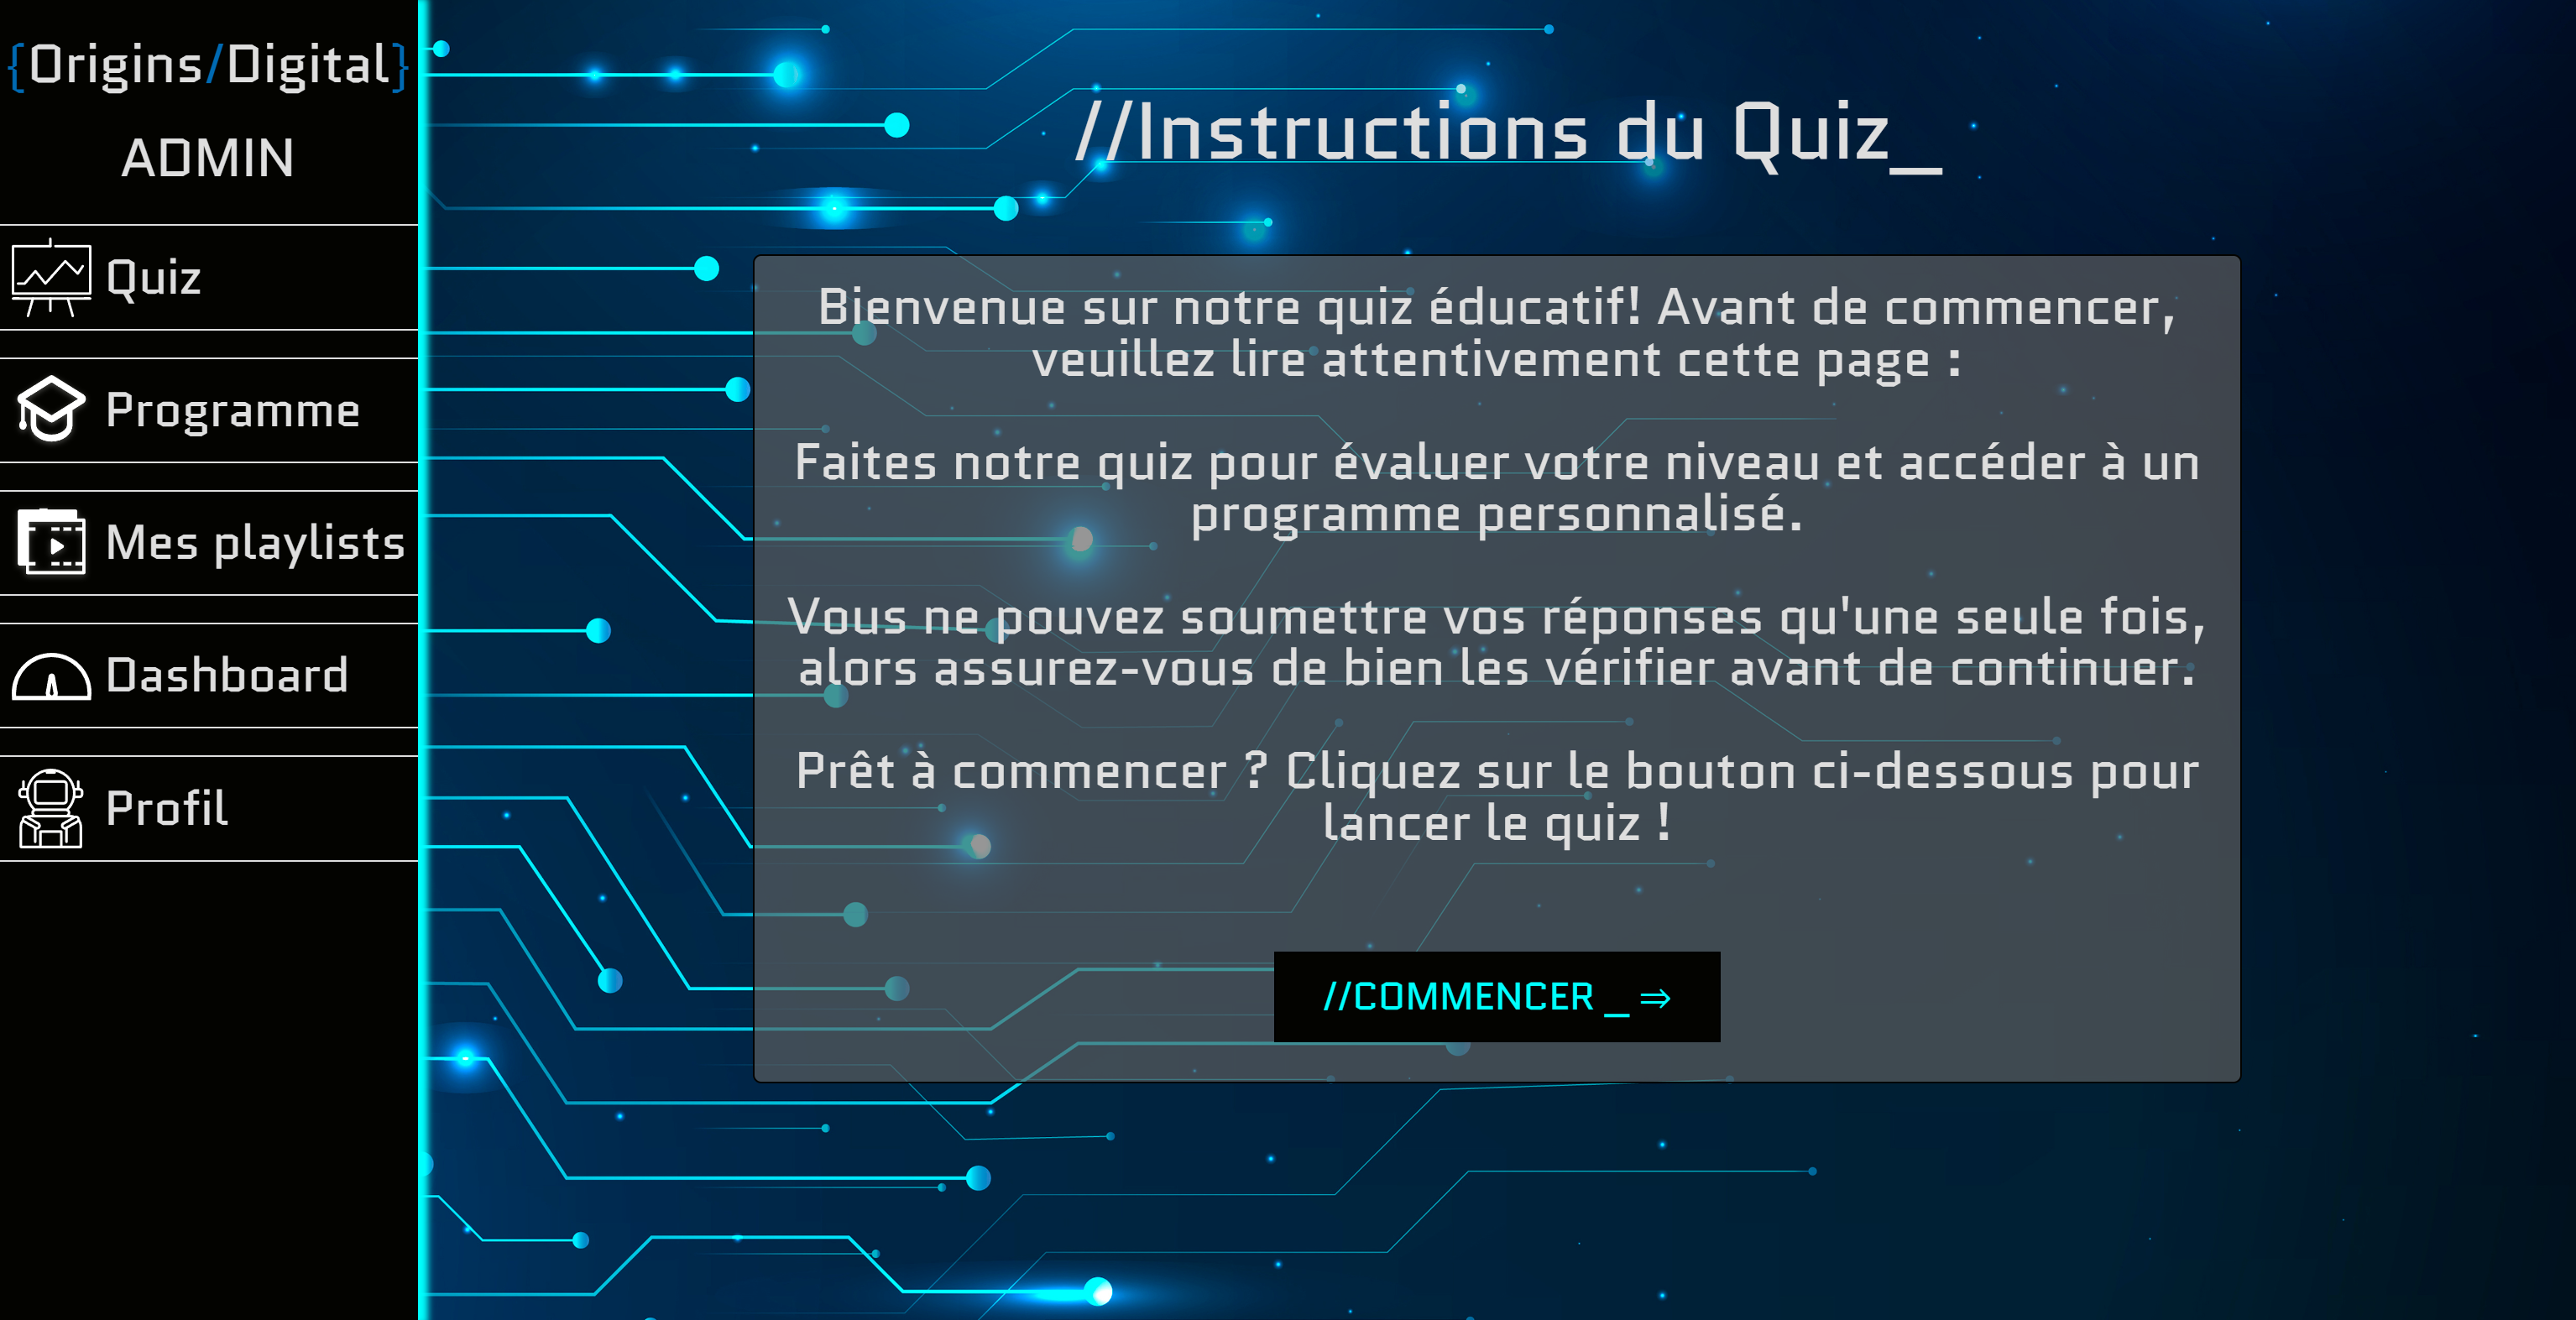 {Origins/Digital}
ADMIN
Quiz
Programme
Mes playlists
Dashboard
Profil
//Instructions du Quiz_
Bienvenue sur notre quiz éducatif! Avant de commencer,
veuillez lire attentivement cette page :
Faites notre quiz pour évaluer votre niveau et accéder à un
programme personnalisé.
Vous ne pouvez soumettre vos réponses qu'une seule fois,
alors assurez-vous de bien les vérifier avant de continuer.
Prêt à commencer ? Cliquez sur le bouton ci-dessous pour
lancer le quiz !
//COMMENCER _ ⇒